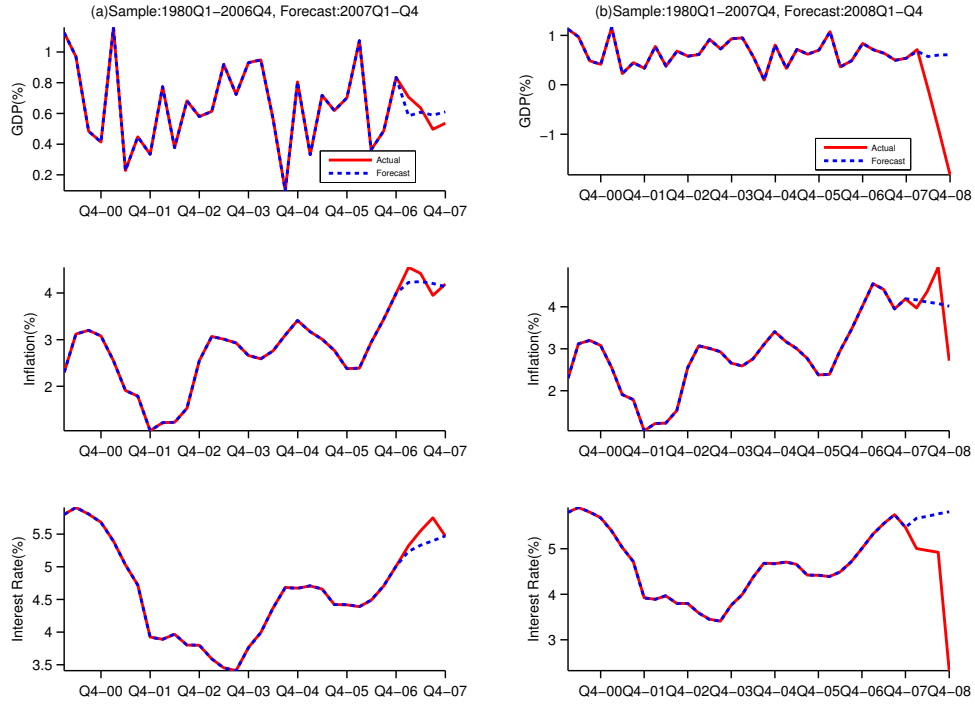 (a)Sample:1980Q1−2006Q4, Forecast:2007Q1−Q4
GDP(%)
1
0.8
0.6
0.4
0.2
Actual
Forecast
Q4−00 Q4−01 Q4−02 Q4−03 Q4−04 Q4−05 Q4−06 Q4−07
(b)Sample:1980Q1−2007Q4, Forecast:2008Q1−Q4
GDP(%)
1
0
−1
Actual
Forecast
Q4−00Q4−01Q4−02Q4−03Q4−04Q4−05Q4−06Q4−07Q4−08
Inflation(%)
4
3
2
Q4−00 Q4−01 Q4−02 Q4−03 Q4−04 Q4−05 Q4−06 Q4−07
Inflation(%)
4
3
2
Q4−00Q4−01Q4−02Q4−03Q4−04Q4−05Q4−06Q4−07Q4−08
Interest Rate(%)
5.5
5
4.5
4
3.5
Q4−00 Q4−01 Q4−02 Q4−03 Q4−04 Q4−05 Q4−06 Q4−07
Interest Rate(%)
5
4
3
Q4−00Q4−01Q4−02Q4−03Q4−04Q4−05Q4−06Q4−07Q4−08